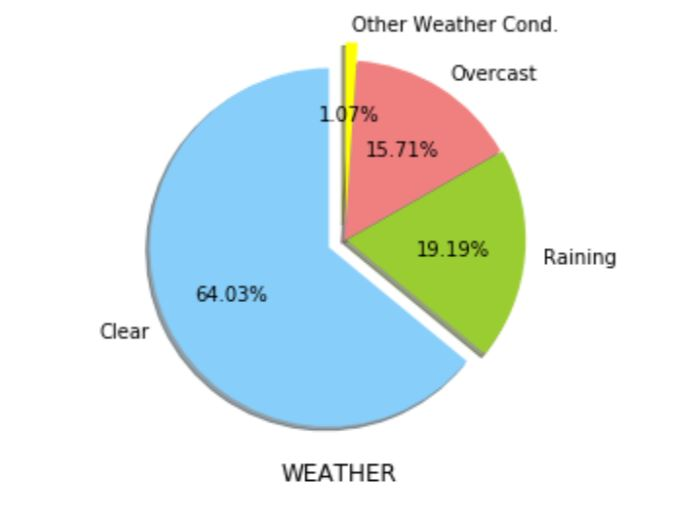 Other Weather Cond.
Overcast
1.07%
15.71%
19.19%
Raining
64.03%
Clear
WEATHER